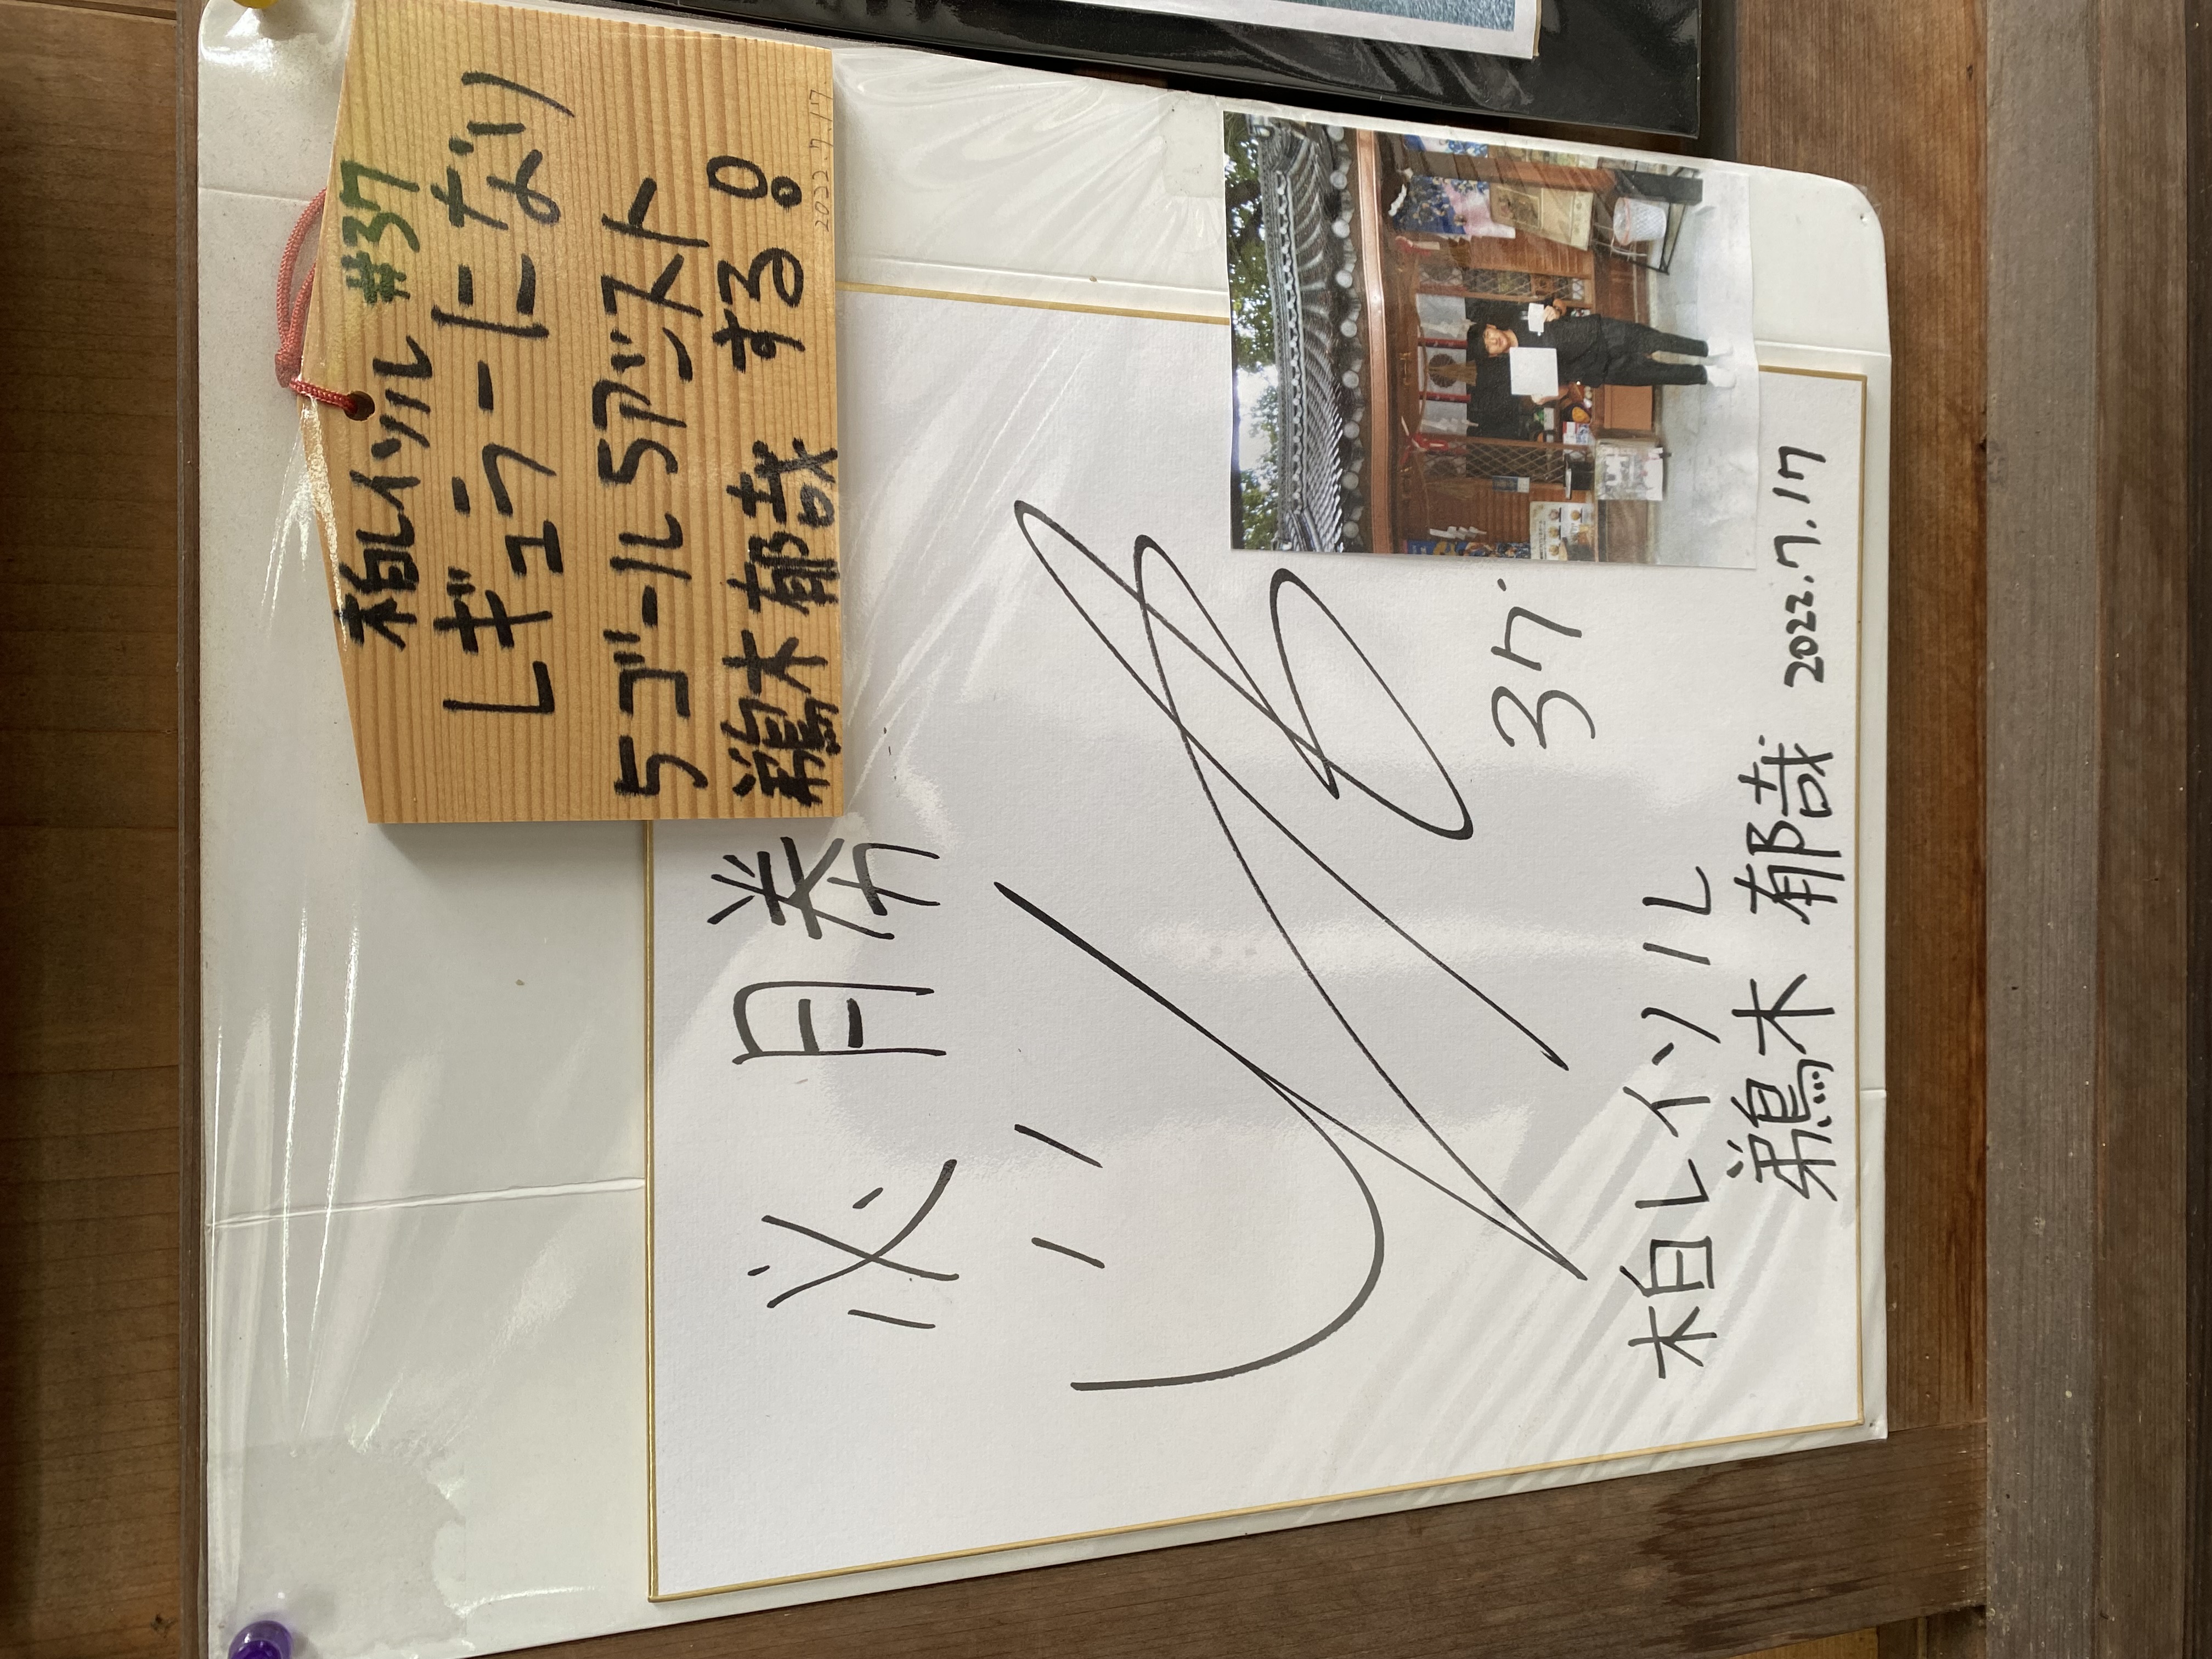 柏レイソル #37
レギュラーになり
5ゴール5アシスト
する！
鵜木郁哉
2022.7.17
必勝
37.
柏レイソル
鵜木郁哉
2022.7.17